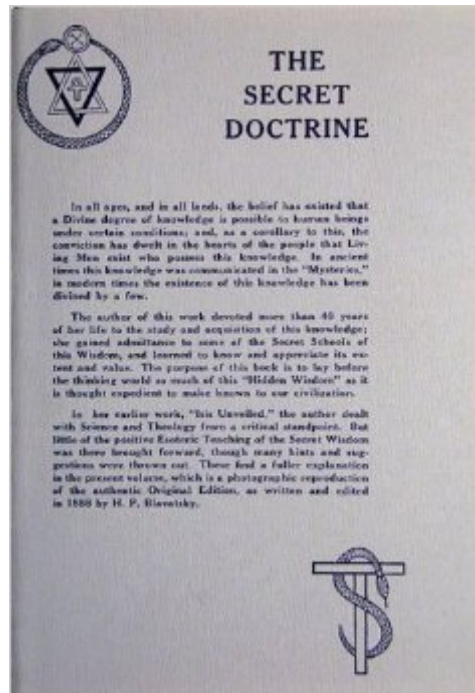 THE
SECRET
DOCTRINE
In all ages, and in all lands, the belief has existed that
a Divine degree of knowledge is possible to human beings
under certain conditions; and, as a corollary to this, the
conviction has dwelt in the hearts of the people that Liv-
ing Men exist who possess this knowledge. In ancient
times this knowledge was communicated in the "Mysteries,"
in modern times the existence of this knowledge has been
divined by a few.
The author of this work devoted more than 40 years
of her life to the study and acquisition of this knowledge;
she gained admittance to some of the Secret Schools of
this Wisdom, and learned to know and appreciate its ex-
tent and value. The purpose of this book is to lay before
the thinking world as much of this "Hidden Wisdom" as it
is thought expedient to make known to our civilization.
In her earlier work, "Isis Unveiled," the author dealt
with Science and Theology from a critical standpoint. But
little of the positive Esoteric Teaching of the Secret Wisdom
was there brought forward, though many hints and sug-
gestions were thrown out. These find a fuller explanation
in the present volume, which is a photographic reproduction
of the authentic Original Edition, as written and edited
in 1888 by H. P. Blavatsky.